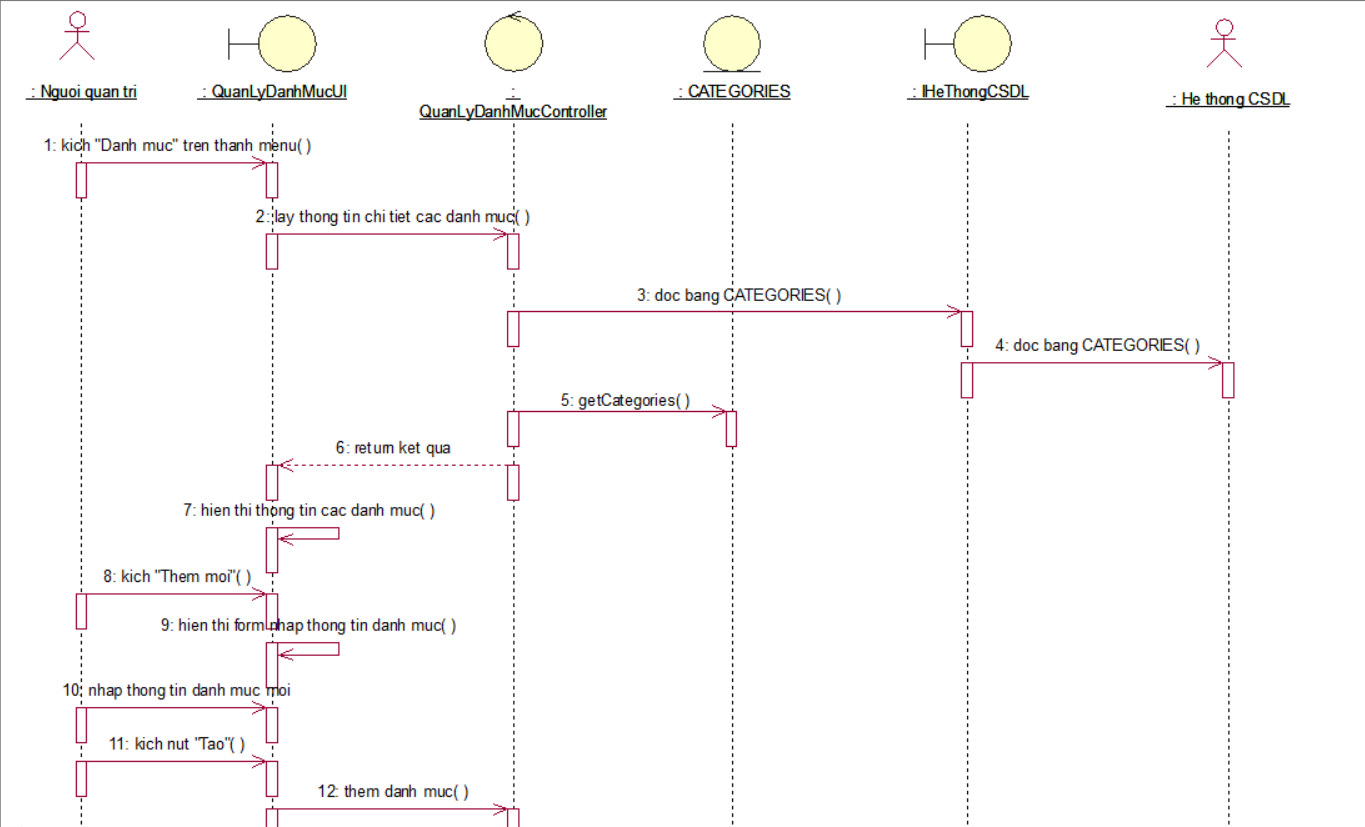 : Nguoi quan tri
: QuanLyDanhMucUI
:
QuanLyDanhMucController
: CATEGORIES
: IHeThongCSDL
: He thong CSDL
1: kich "Danh muc" tren thanh menu( )
2: lay thong tin chi tiet cac danh muc( )
3: doc bang CATEGORIES( )
4: doc bang CATEGORIES( )
5: getCategories( )
6: return ket qua
7: hien thi thong tin cac danh muc( )
8: kich "Them moi"( )
9: hien thi form nhap thong tin danh muc( )
10: nhap thong tin danh muc moi
11: kich nut "Tao"( )
12: them danh muc( )